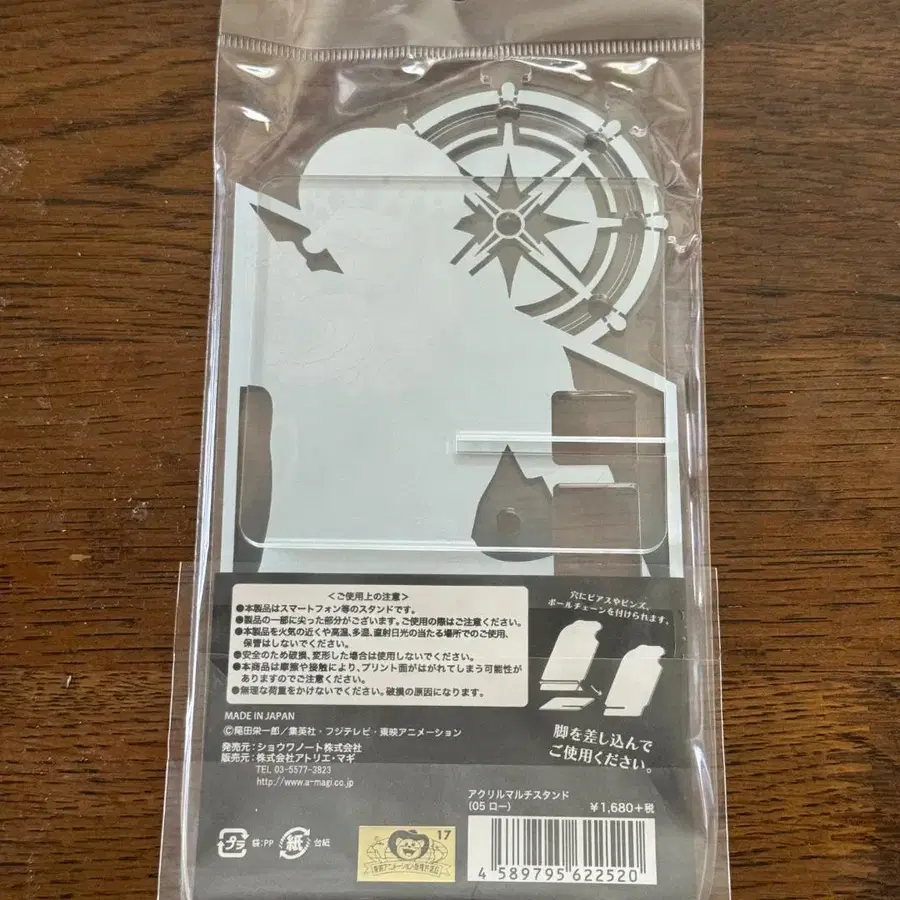 ＜ご使用上の注意＞
●本製品はスマートフォン等のスタンドです。
●製品の一部に尖った部分がございます。ご使用の際はご注意ください。
●本製品を火気の近くや高温、多湿、直射日光の当たる場所でのご使用、
保管はしないでください。
●安全のため破損、変形した場合は使用しないでください。
●本商品は摩擦や接触により、プリント面がはがれてしまう可能性が
ありますのでご注意ください。
●無理な荷重をかけないでください。破損の原因になります。
穴にピアスやピンズ、
ボールチェーンを付けられます。
脚を差し込んで
ご使用ください。
MADE IN JAPAN
©尾田栄一郎／集英社・フジテレビ・東映アニメーション
発売元：ショウワノート株式会社
販売元：株式会社アトリエ・マギ
TEL 03-5577-3823
http://www.a-magi.co.jp
アクリルマルチスタンド
(05 ロー)
¥1,680+税
プラ
袋：PP
紙
台紙
17
4 589795 622520